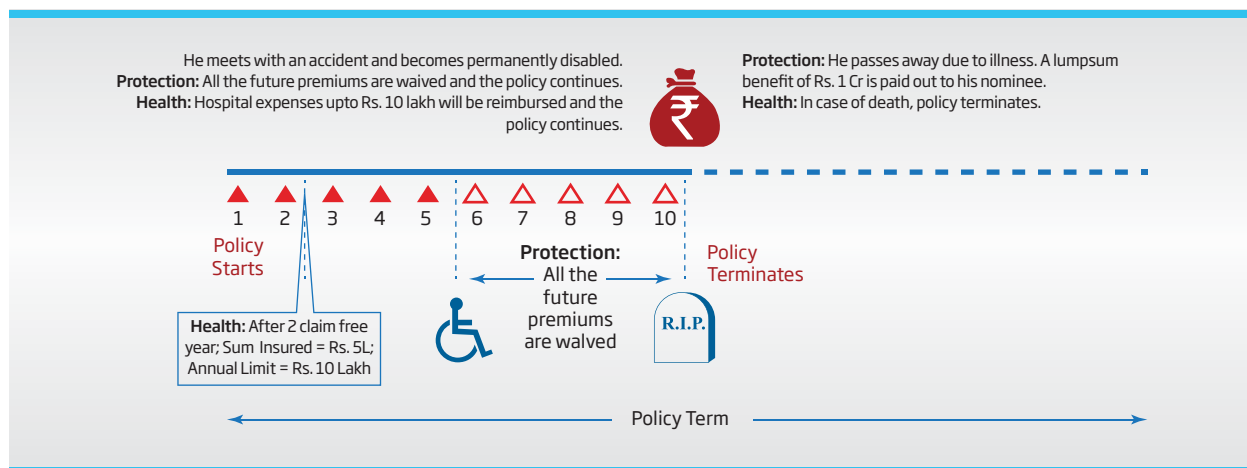 He meets with an accident and becomes permanently disabled.
Protection: All the future premiums are waived and the policy continues.
Health: Hospital expenses upto Rs. 10 lakh will be reimbursed and the
policy continues.
₹
Protection: He passes away due to illness. A lumpsum
benefit of Rs. 1 Cr is paid out to his nominee.
Health: In case of death, policy terminates.
1 2 3 4 5 6 7 8 9 10
Policy
Starts
Protection:
All the
future
premiums
are walved
Policy
Terminates
Health: After 2 claim free
year; Sum Insured = Rs. 5L;
Annual Limit = Rs. 10 Lakh
R.I.P.
Policy Term